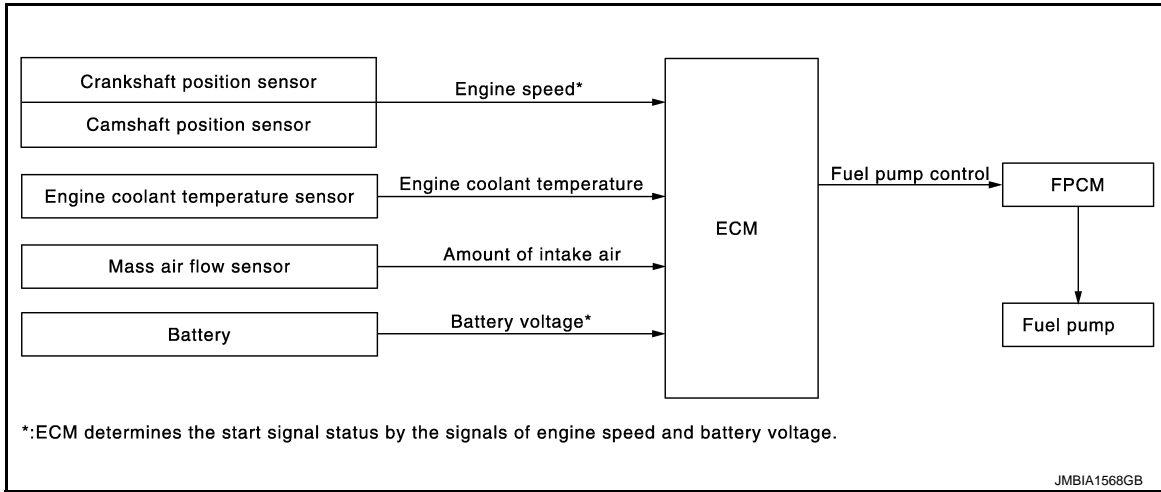 Crankshaft position sensor
Engine speed*
Camshaft position sensor
Engine coolant temperature sensor
Engine coolant temperature
Mass air flow sensor
Amount of intake air
Battery
Battery voltage*
ECM
Fuel pump control
FPCM
Fuel pump
*:ECM determines the start signal status by the signals of engine speed and battery voltage.
JMBIA1568GB